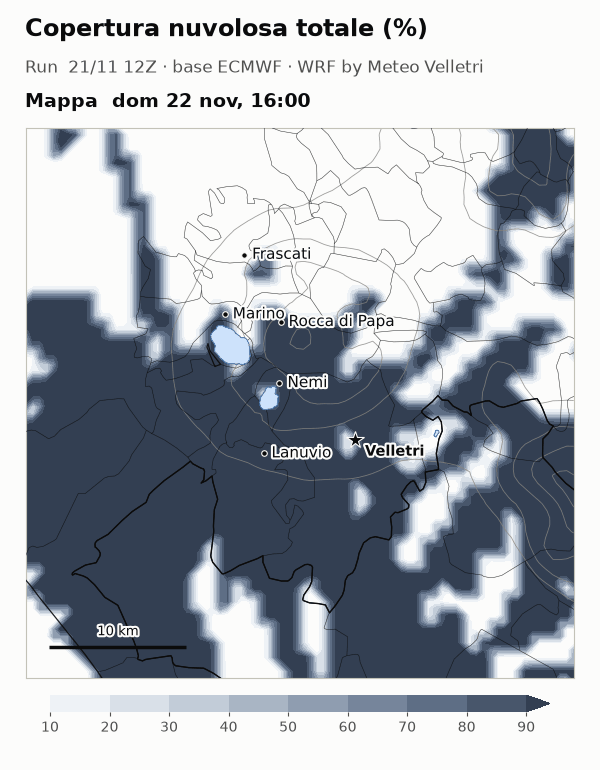 Copertura nuvolosa totale (%)
Run 21/11 12Z · base ECMWF · WRF by Meteo Velletri
Mappa dom 22 nov, 16:00
Frascati
Marino
Rocca di Papa
Nemi
Velletri
Lanuvio
10 km
10 20 30 40 50 60 70 80 90